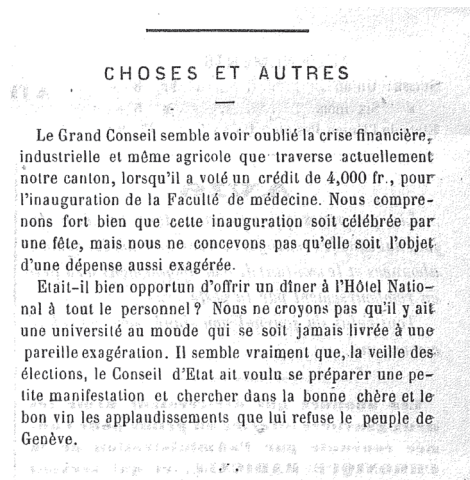 CHOSES ET AUTRES
Le Grand Conseil semble avoir oublié la crise financière,
industrielle et même agricole que traverse actuellement
notre canton, lorsqu'il a voté un crédit de 4,000 fr., pour
l'inauguration de la Faculté de médecine. Nous compre-
nons fort bien que cette inauguration soit célébrée par
une fête, mais nous ne concevons pas qu'elle soit l'objet
d'une dépense aussi exagérée.
Etait-il bien opportun d'offrir un dîner à l'Hôtel Natio-
nal à tout le personnel? Nous ne croyons pas qu'il y ait
une université au moude qui se soit jamais livrée à une
pareille exagération. Il semble vraiment que, la veille des
élections, le Conseil d'Etat ait voulu se préparer une pe-
tite manifestation et chercher dans la bonne chère et le
bon vin les applaudissements que lui refuse le peuple de
Genève.